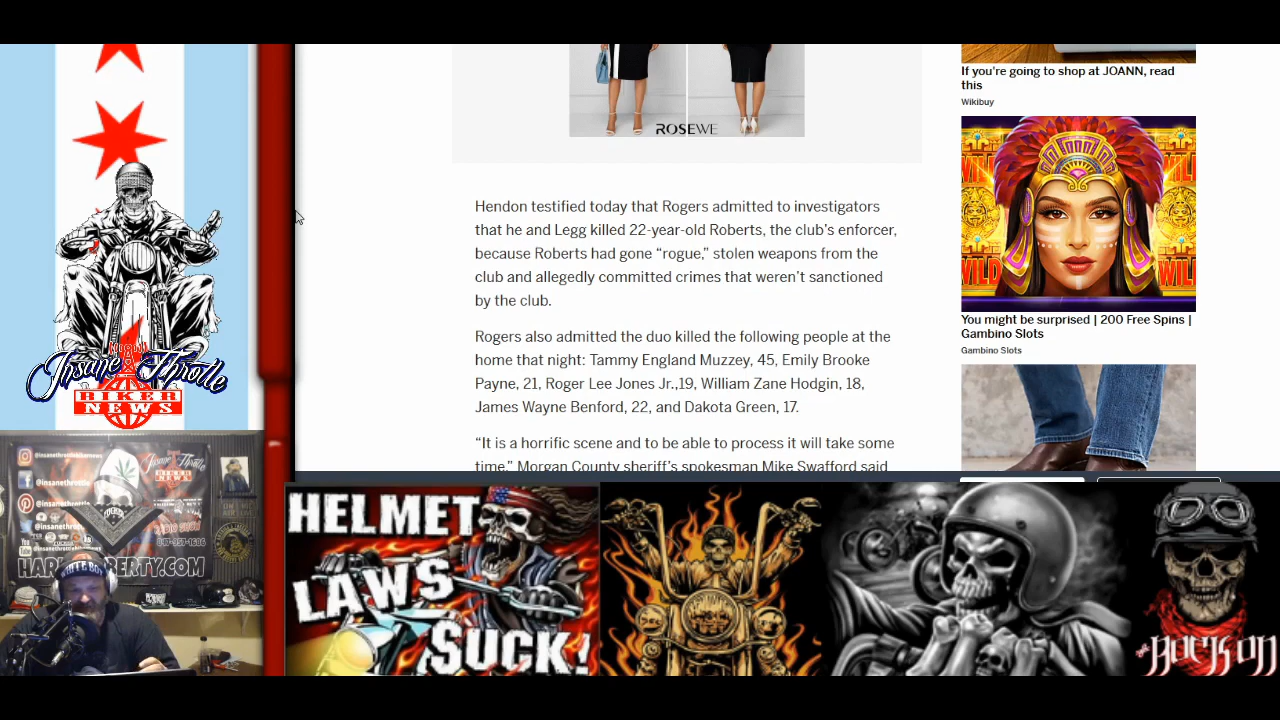 ROSEWE
If you're going to shop at JOANN, read
this
Wikibuy
WILD
WILD
WILD
WILD
You might be surprised | 200 Free Spins |
Gambino Slots
Gambino Slots
Hendon testified today that Rogers admitted to investigators
that he and Legg killed 22-year-old Roberts, the club’s enforcer,
because Roberts had gone “rogue,” stolen weapons from the
club and allegedly committed crimes that weren’t sanctioned
by the club.
Rogers also admitted the duo killed the following people at the
home that night: Tammy England Muzzey, 45, Emily Brooke
Payne, 21, Roger Lee Jones Jr.,19, William Zane Hodgin, 18,
James Wayne Benford, 22, and Dakota Green, 17.
“It is a horrific scene and to be able to process it will take some
time,” Morgan County sheriff’s spokesman Mike Swafford said
Insane Throttle
BIKER
NEWS
@insanethrottlebikernews
@insanethrottle
@insanethrottle
@insanethrottle
HELMET
LAWS
SUCK!
ROCK ON